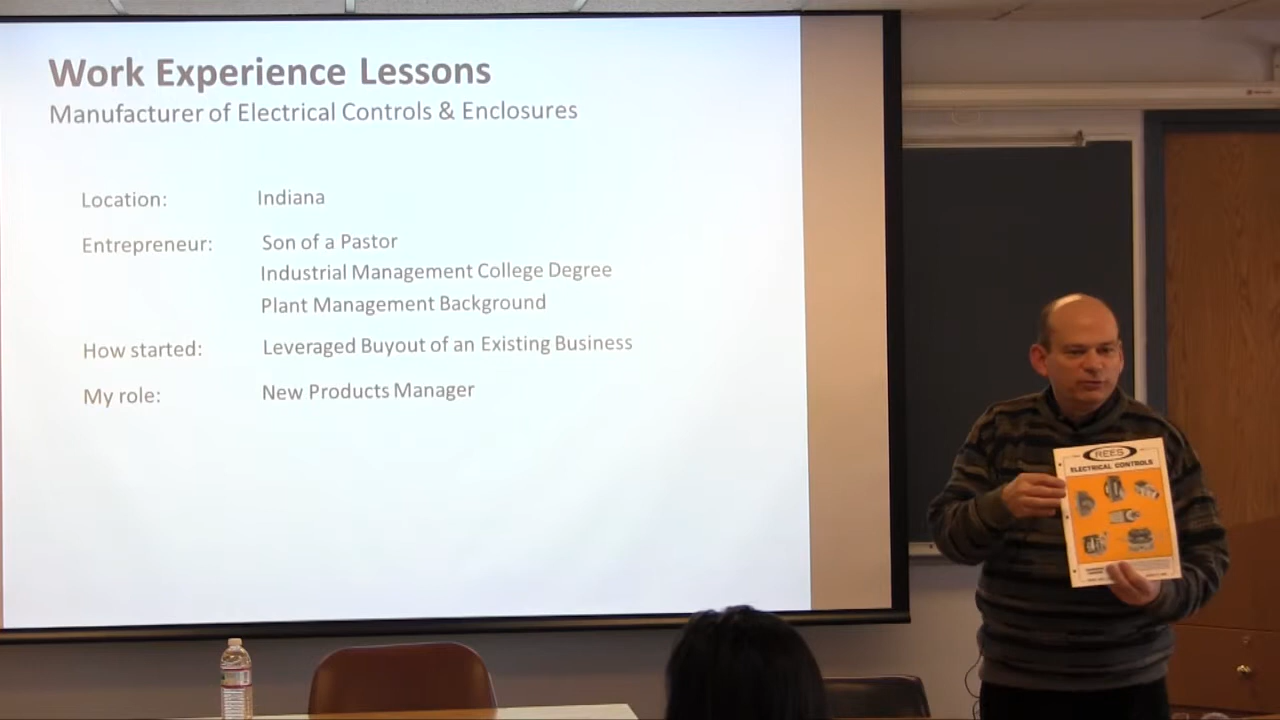 Work Experience Lessons
Manufacturer of Electrical Controls & Enclosures
Location: Indiana
Entrepreneur: Son of a Pastor
Industrial Management College Degree
Plant Management Background
How started: Leveraged Buyout of an Existing Business
My role: New Products Manager
REES
ELECTRICAL CONTROLS